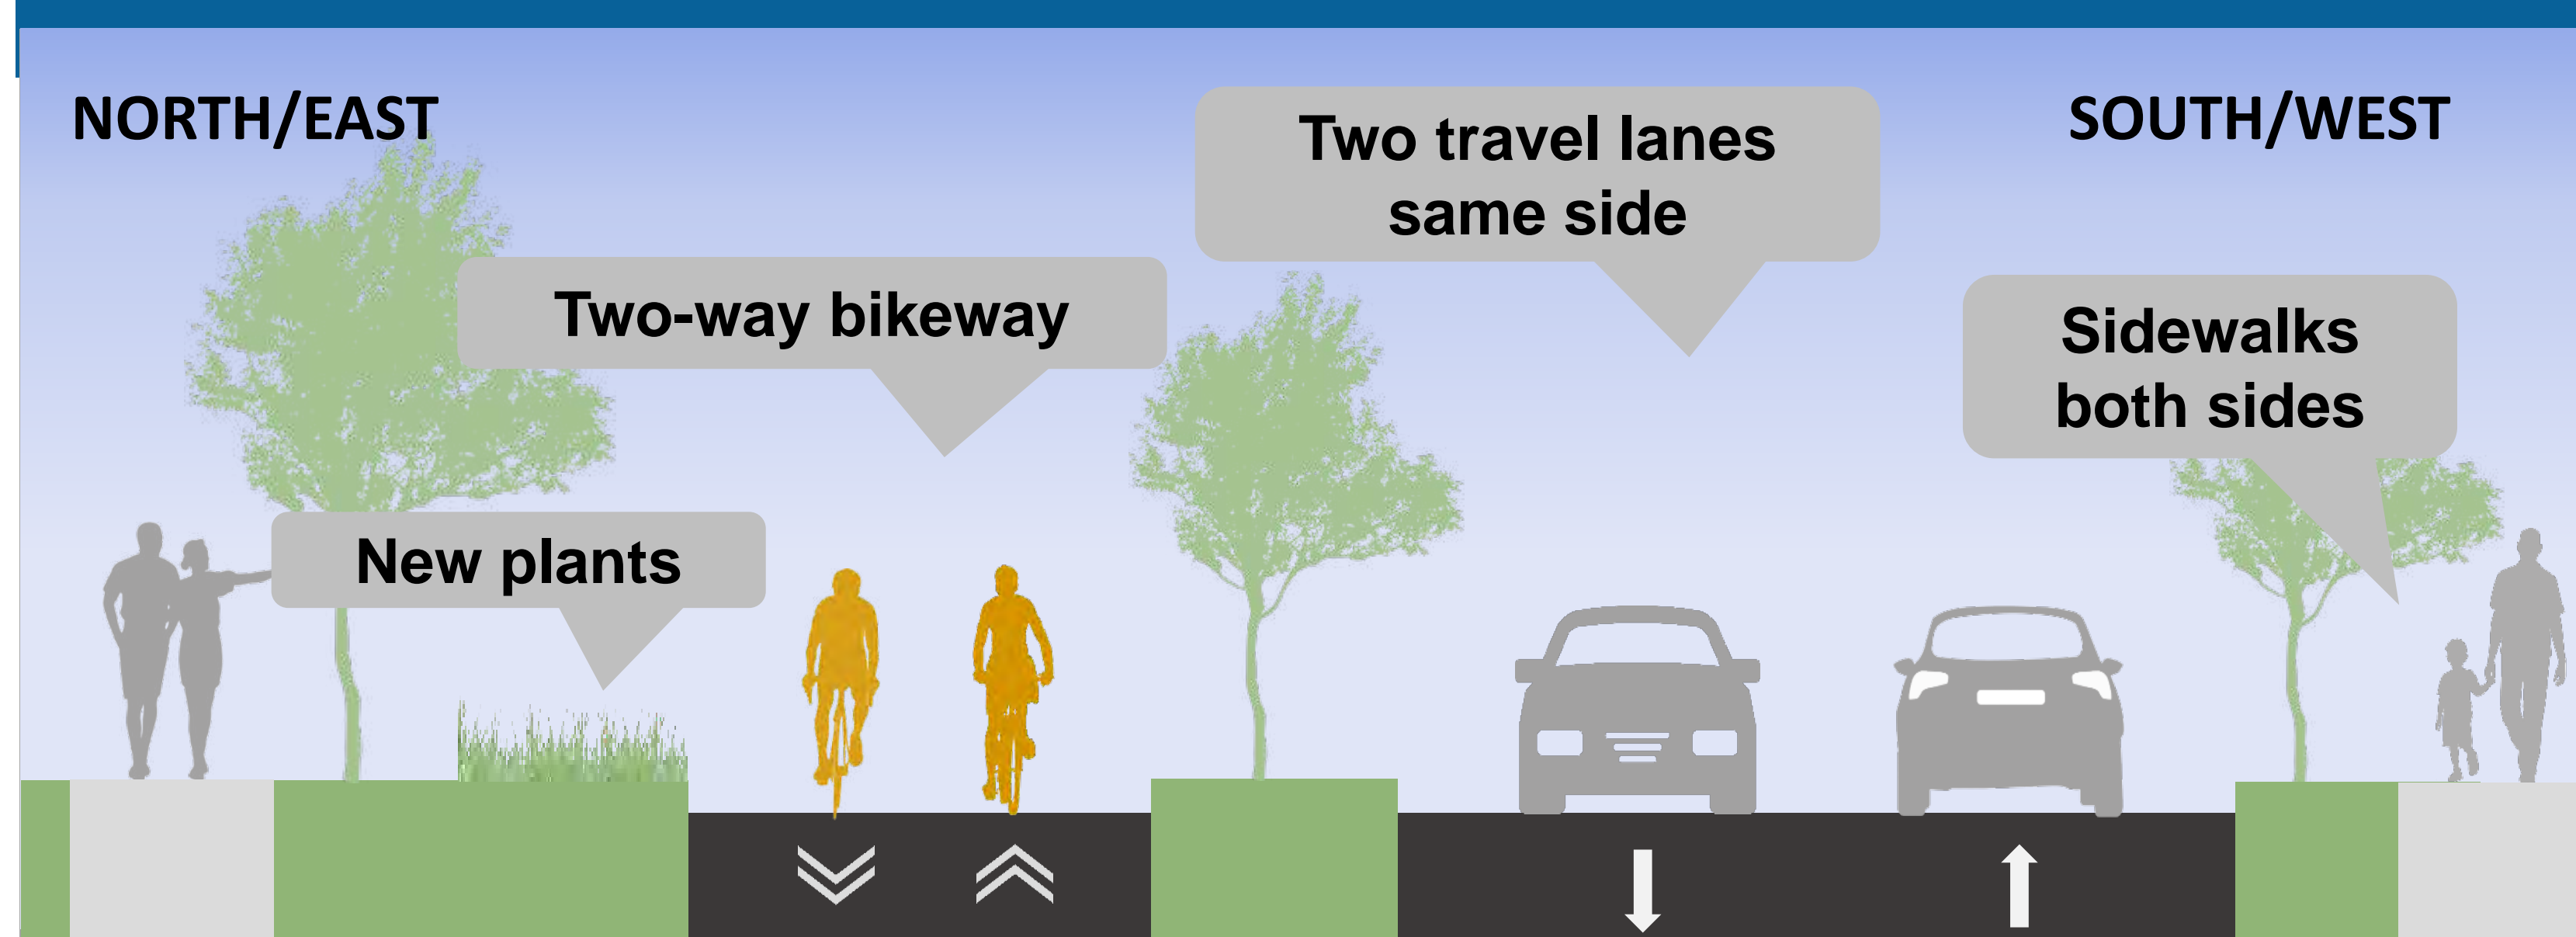 NORTH/EAST
SOUTH/WEST
Two travel lanes
same side
Two-way bikeway
Sidewalks
both sides
New plants